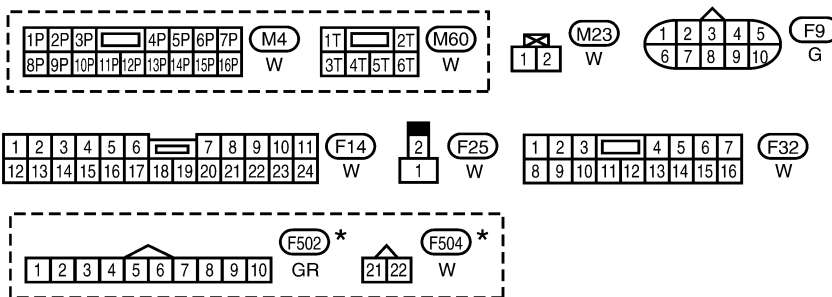 1P 2P 3P 4P 5P 6P 7P M4
8P 9P 10P 11P 12P 13P 14P 15P 16P W
1T 2T M60
3T 4T 5T 6T W
M23
1 2 W
1 2 3 4 5 F9
6 7 8 9 10 G
1 2 3 4 5 6 7 8 9 10 11 F14
12 13 14 15 16 17 18 19 20 21 22 23 24 W
2 F25
1 W
1 2 3 4 5 6 7 F32
8 9 10 11 12 13 14 15 16 W
F502 *
1 2 3 4 5 6 7 8 9 10 GR
F504 *
21 22 W